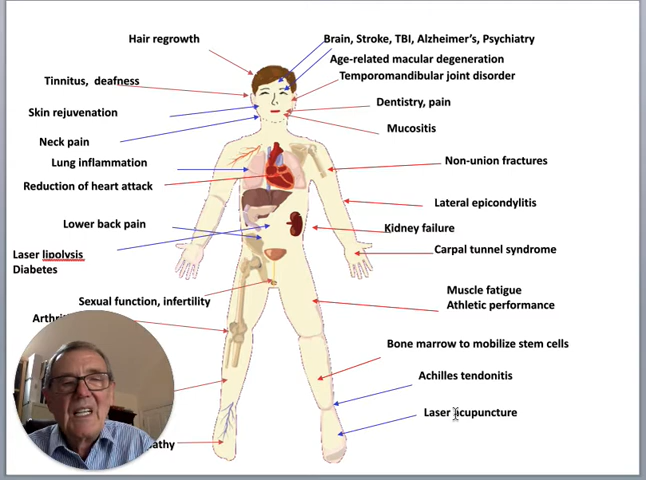 Hair regrowth
Brain, Stroke, TBI, Alzheimer's, Psychiatry
Age-related macular degeneration
Temporomandibular joint disorder
Tinnitus, deafness
Dentistry, pain
Skin rejuvenation
Mucositis
Neck pain
Lung inflammation
Non-union fractures
Reduction of heart attack
Lateral epicondylitis
Lower back pain
Kidney failure
Carpal tunnel syndrome
Laser lipolysis
Diabetes
Muscle fatigue
Sexual function, infertility
Athletic performance
Bone marrow to mobilize stem cells
Achilles tendonitis
Laser acupuncture